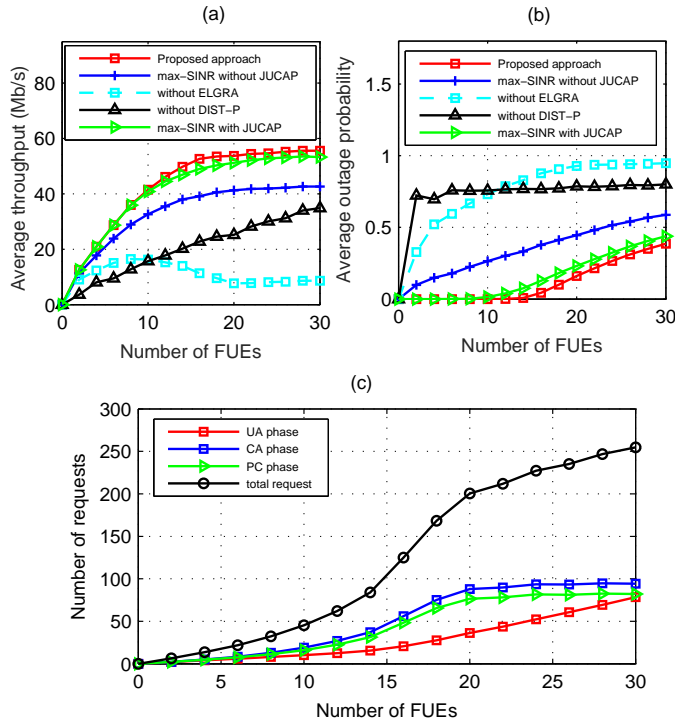 (a)
Average throughput (Mb/s)
80
60
40
20
0
Proposed approach
max-SINR without JUCAP
without ELGRA
without DIST-P
max-SINR with JUCAP
0
10
20
30
Number of FUEs
(b)
Average outage probability
1.5
1
0.5
0
Proposed approach
max-SINR without JUCAP
without ELGRA
without DIST-P
max-SINR with JUCAP
0
10
20
30
Number of FUEs
(c)
Number of requests
300
250
200
150
100
50
0
UA phase
CA phase
PC phase
total request
0
5
10
15
20
25
30
Number of FUEs